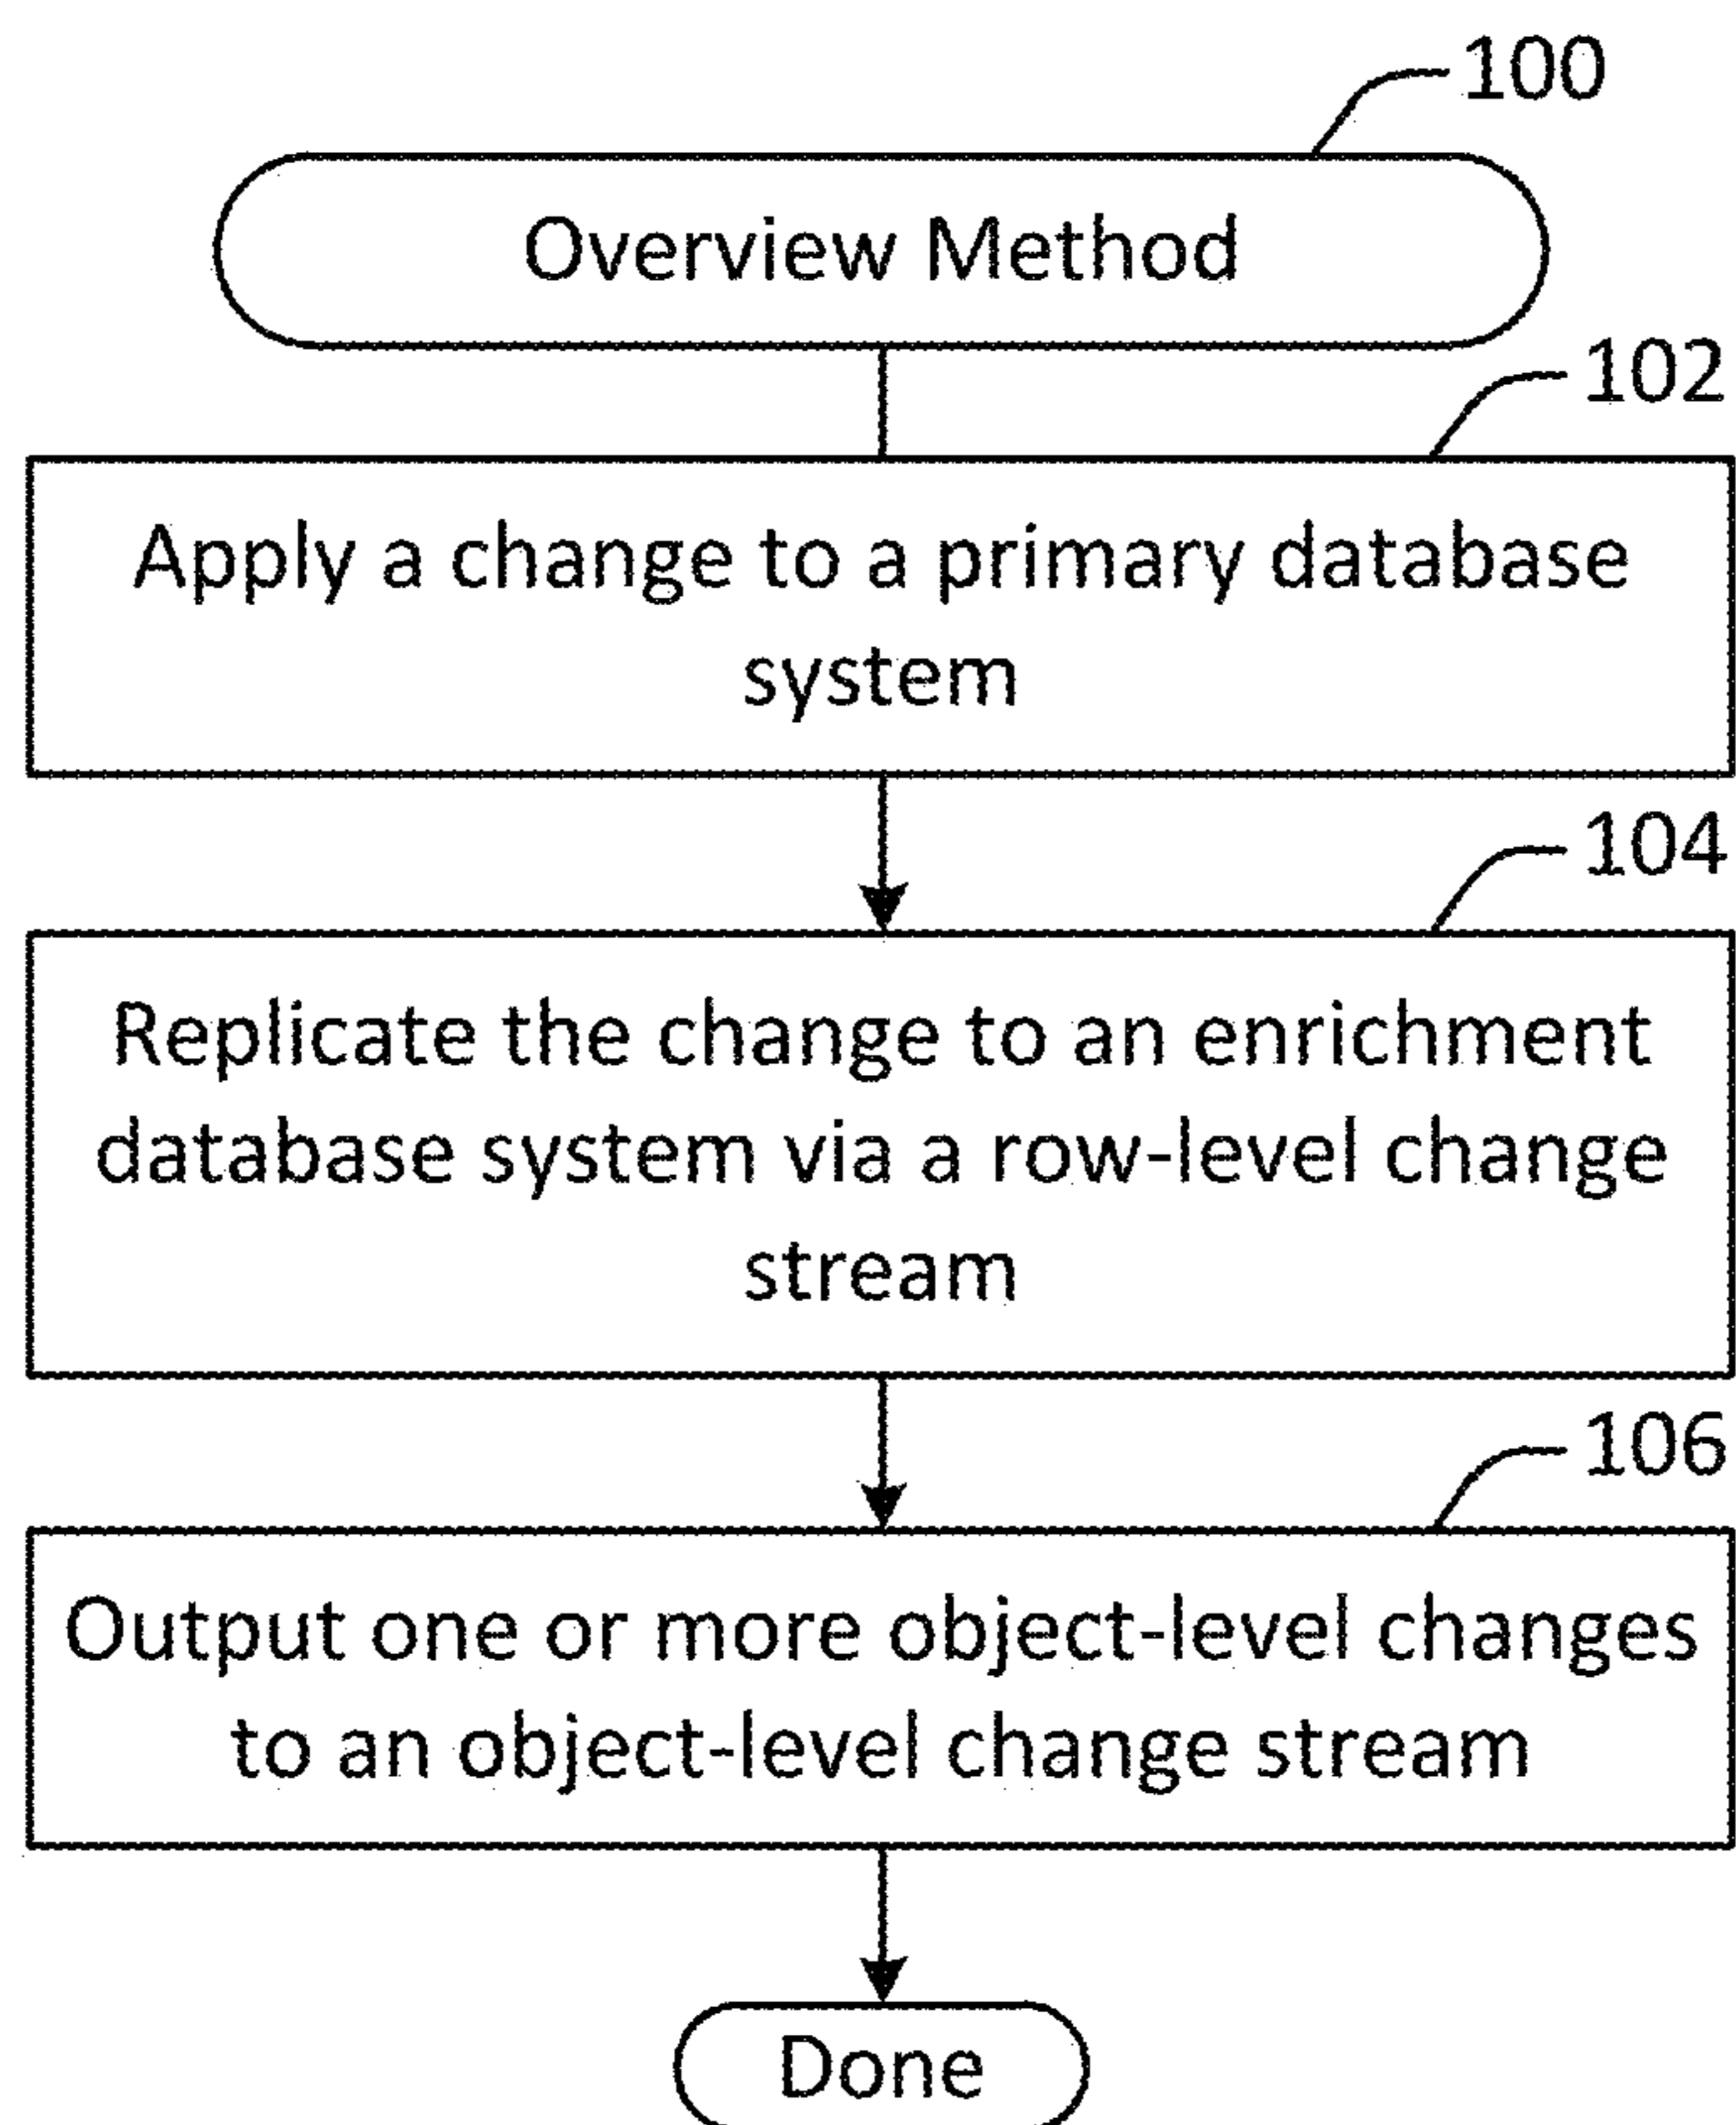 100
Overview Method
102
Apply a change to a primary database
system
104
Replicate the change to an enrichment
database system via a row-level change
stream
106
Output one or more object-level changes
to an object-level change stream
Done